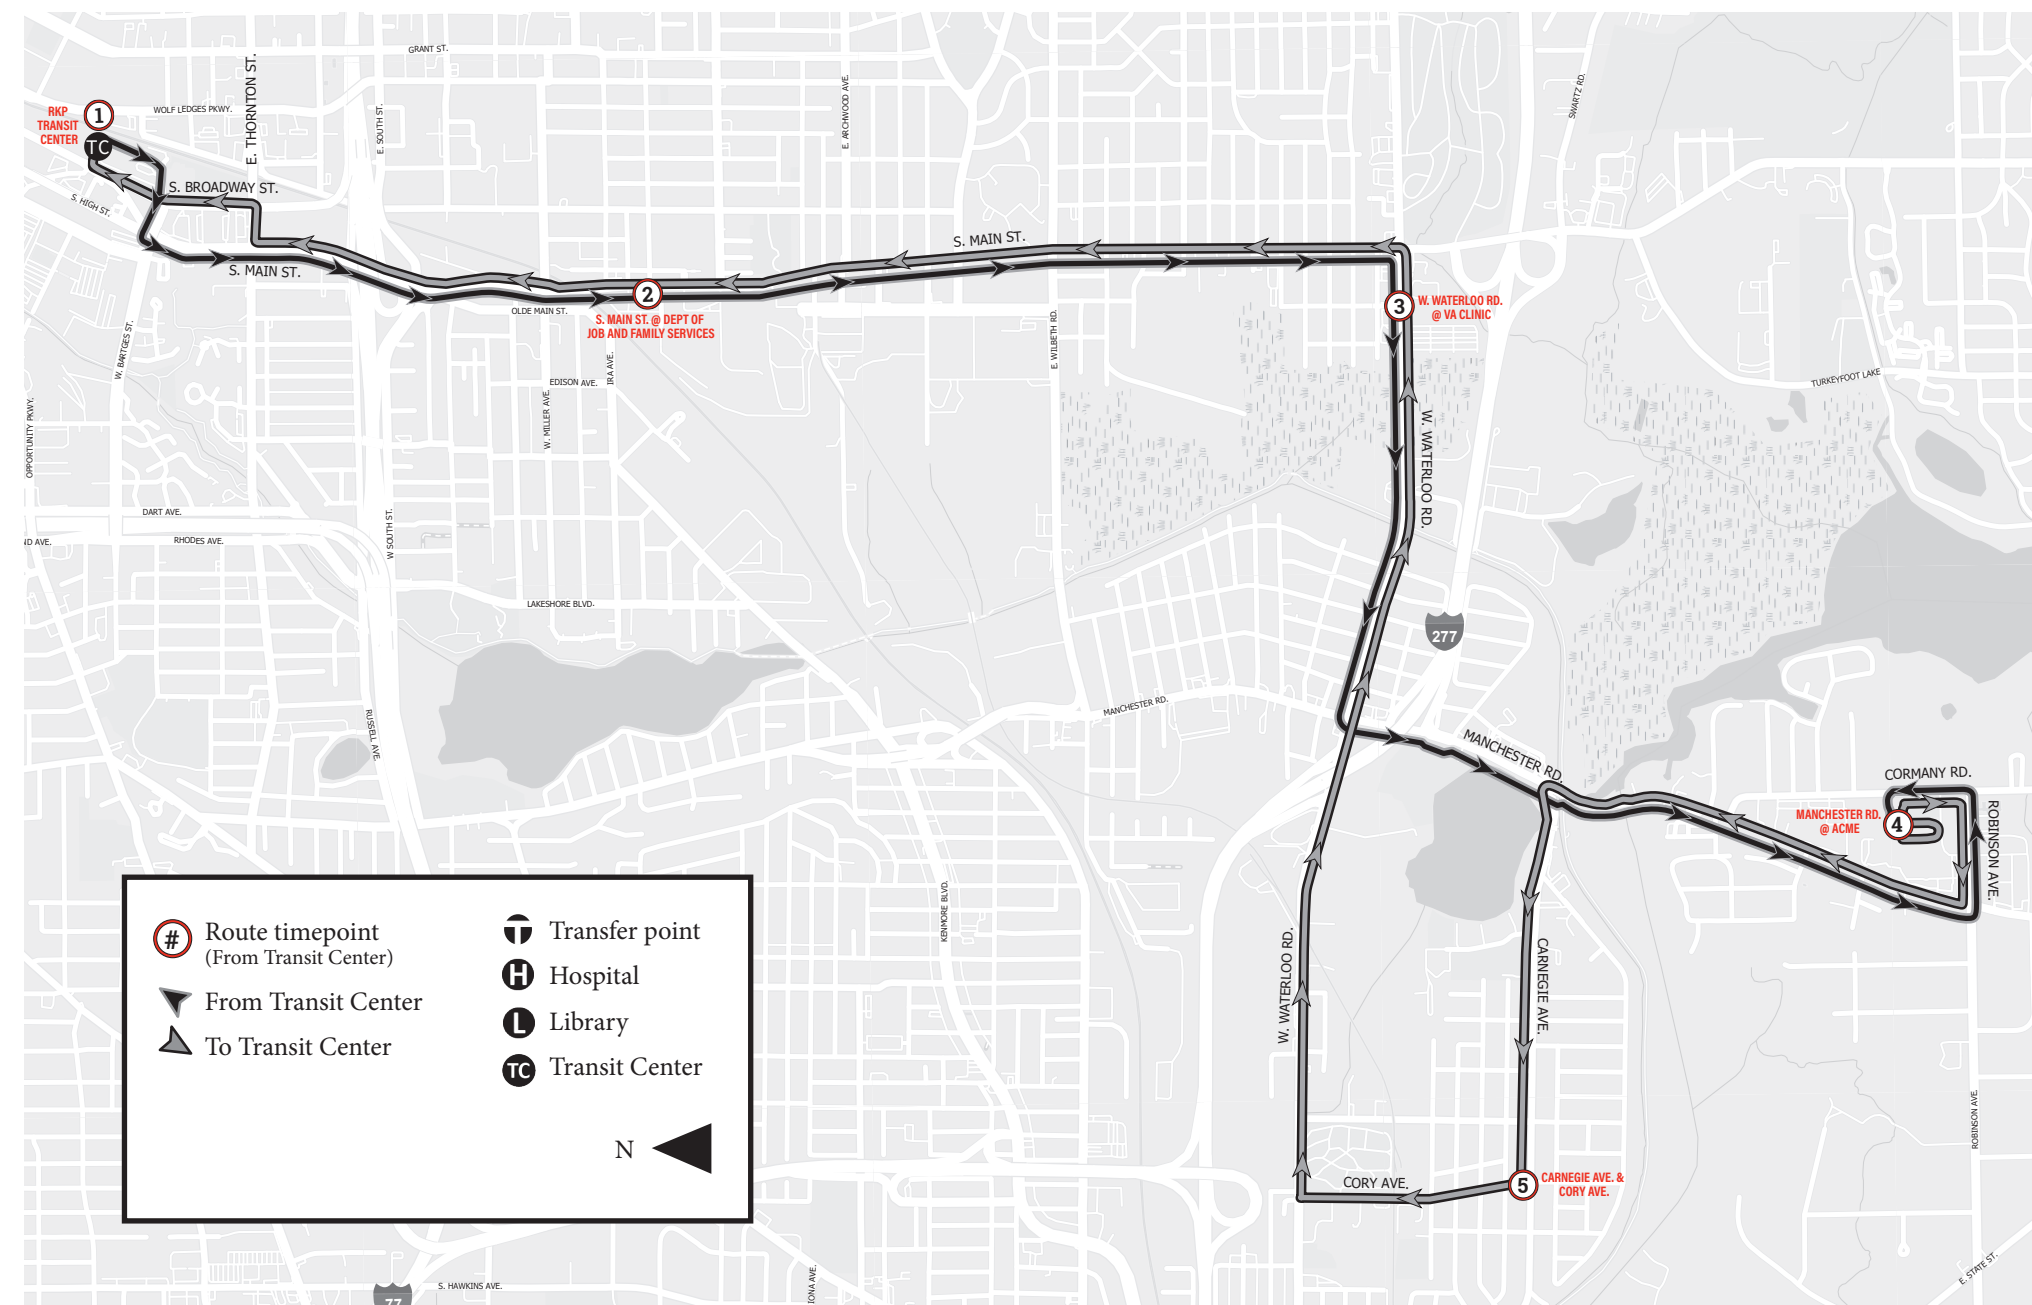 GRANT ST.
E. THORNTON ST.
WOLF LEDGES PKWY.
E. SOUTH ST.
E. ARCHWOOD AVE.
SWARTZ RD.
RKP
TRANSIT
CENTER
1
TC
S. BROADWAY ST.
S. HIGH ST.
S. MAIN ST.
S. MAIN ST.
2
OLDE MAIN ST.
S. MAIN ST. @ DEPT OF
JOB AND FAMILY SERVICES
3
W. WATERLOO RD.
@ VA CLINIC
W. BARTGES ST.
E. WILBETH RD.
IRA AVE.
EDISON AVE.
W. MILLER AVE.
TURKEYFOOT LAKE
OPPORTUNITY PKWY.
W. WATERLOO RD.
DART AVE.
RHODES AVE.
ND AVE.
W SOUTH ST.
LAKESHORE BLVD.
277
RUSSELL AVE.
MANCHESTER RD.
MANCHESTER RD.
CORMANY RD.
MANCHESTER RD.
@ ACME
4
ROBINSON AVE.
KENMORE BLVD.
W. WATERLOO RD.
CARNEGIE AVE.
ROBINSON AVE.
CORY AVE.
5
CARNEGIE AVE. &
CORY AVE.
E. STATE ST.
# Route timepoint
(From Transit Center)
From Transit Center
To Transit Center
T Transfer point
H Hospital
L Library
TC Transit Center
N
77
S. HAWKINS AVE.
IONA AVE.